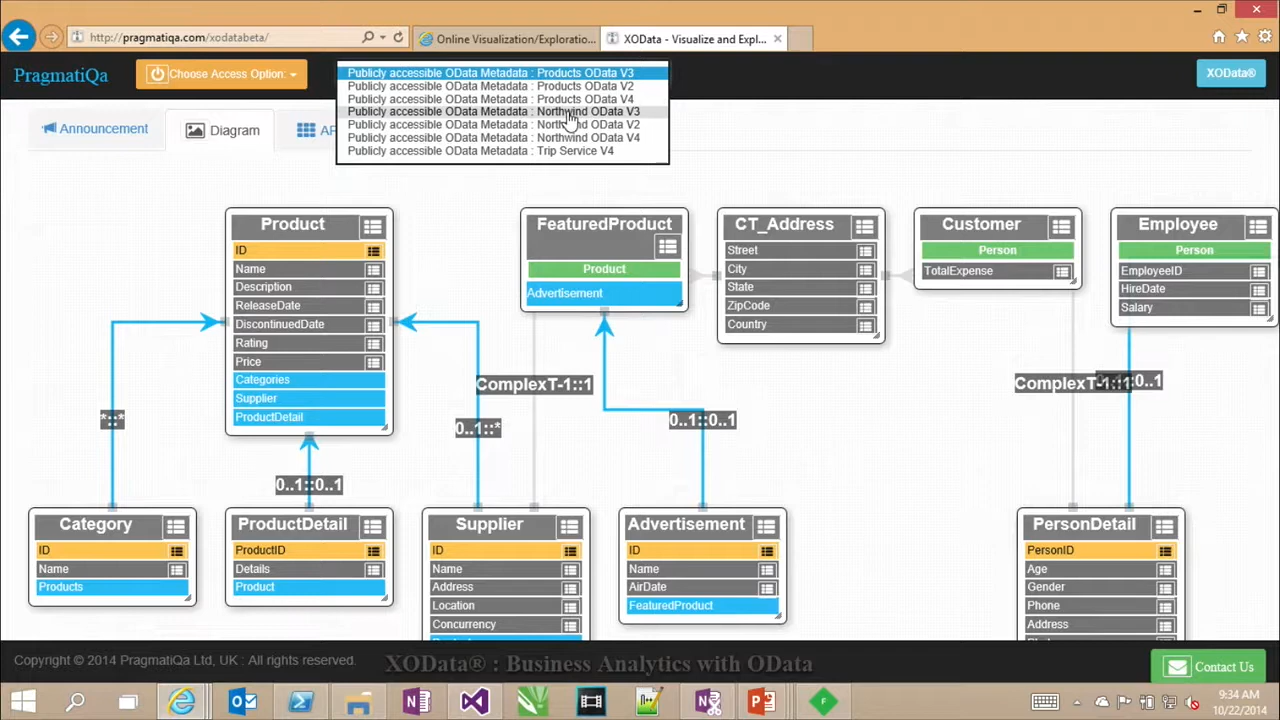 http://pragmatiqa.com/xodatabeta/
Online Visualization/Exploratio...
XOData - Visualize and Expl...
PragmatiQa
Choose Access Option:
Publicly accessible OData Metadata : Products OData V3
Publicly accessible OData Metadata : Products OData V2
Publicly accessible OData Metadata : Products OData V4
Publicly accessible OData Metadata : Northwind OData V3
Publicly accessible OData Metadata : Northwind OData V2
Publicly accessible OData Metadata : Northwind OData V4
Publicly accessible OData Metadata : Trip Service V4
XOData®
Announcement
Diagram
Product
ID
Name
Description
ReleaseDate
DiscontinuedDate
Rating
Price
Categories
Supplier
ProductDetail
FeaturedProduct
Product
Advertisement
CT_Address
Street
City
State
ZipCode
Country
Customer
Person
TotalExpense
Employee
Person
EmployeeID
HireDate
Salary
*::*
0..1::0..1
0..1::*
ComplexT-1::1
0..1::0..1
ComplexT-1::1
0..1
Category
ID
Name
Products
ProductDetail
ProductID
Details
Product
Supplier
ID
Name
Address
Location
Concurrency
Advertisement
ID
Name
AirDate
FeaturedProduct
PersonDetail
PersonID
Age
Gender
Phone
Address
Copyright © 2014 PragmatiQa Ltd, UK : All rights reserved.
XOData® : Business Analytics with OData
Contact Us
9:34 AM
10/22/2014